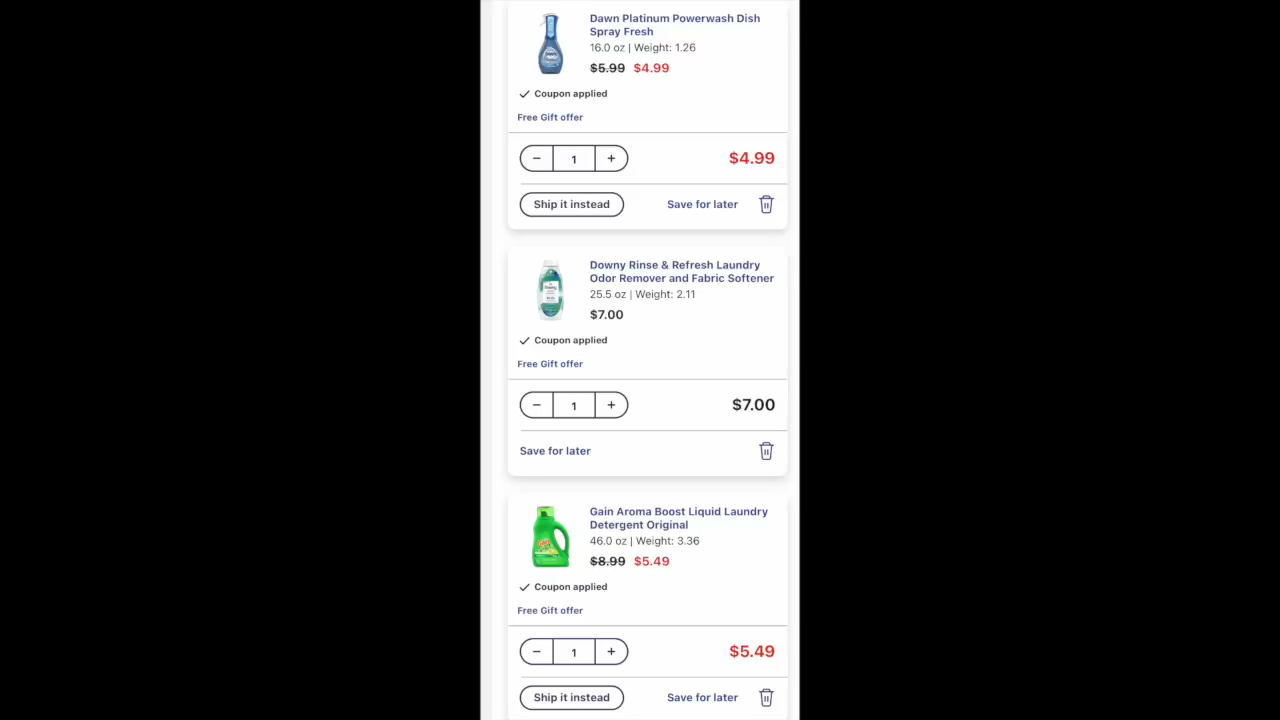 Dawn Platinum Powerwash Dish
Spray Fresh
16.0 oz | Weight: 1.26
$5.99 $4.99
Coupon applied
Free Gift offer
− 1 + $4.99
Ship it instead Save for later
Downy Rinse & Refresh Laundry
Odor Remover and Fabric Softener
25.5 oz | Weight: 2.11
$7.00
Coupon applied
Free Gift offer
− 1 + $7.00
Save for later
Gain Aroma Boost Liquid Laundry
Detergent Original
46.0 oz | Weight: 3.36
$8.99 $5.49
Coupon applied
Free Gift offer
− 1 + $5.49
Ship it instead Save for later